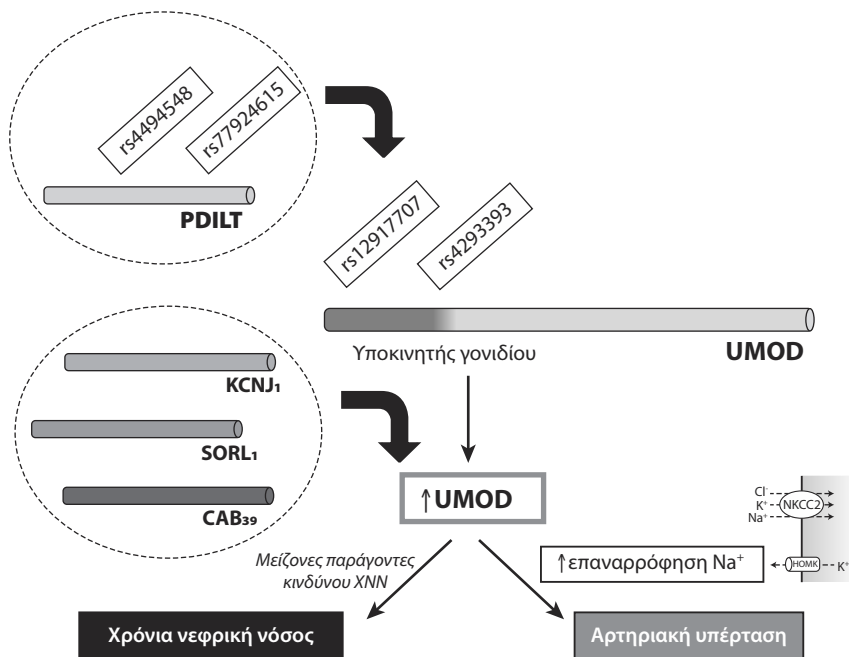 rs4494548
rs77924615
PDILT
rs12917707
rs4293393
Υποκινητής γονιδίου
UMOD
KCNJ1
SORL1
CAB39
↑UMOD
Cl-
K+
Na+
NKCC2
Μείζονες παράγοντες
κινδύνου ΧΝΝ
↑επαναρρόφηση Na+
HOMK
K+
Χρόνια νεφρική νόσος
Αρτηριακή υπέρταση